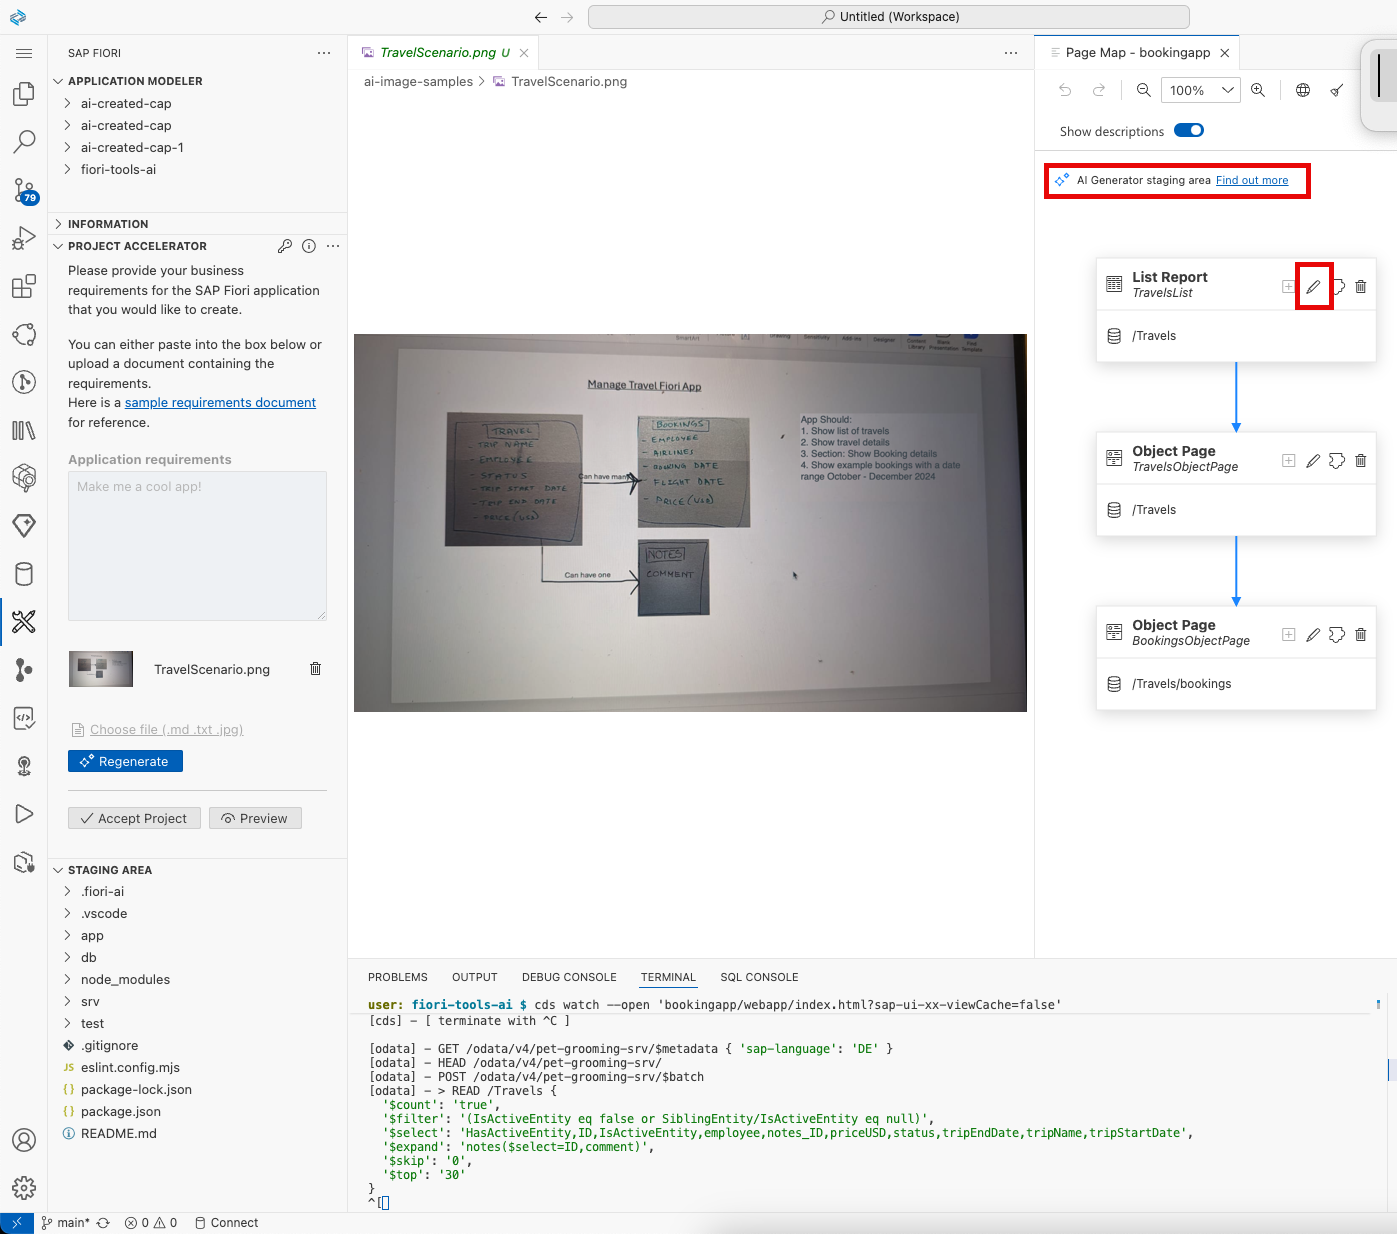 Untitled (Workspace)
SAP FIORI
APPLICATION MODELER
ai-created-cap
ai-created-cap
ai-created-cap-1
fiori-tools-ai
79
INFORMATION
PROJECT ACCELERATOR
Please provide your business
requirements for the SAP Fiori application
that you would like to create.
You can either paste into the box below or
upload a document containing the
requirements.
Here is a sample requirements document
for reference.
Application requirements
Make me a cool app!
TravelScenario.png
Choose file (.md .txt .jpg)
Regenerate
Accept Project
Preview
STAGING AREA
.fiori-ai
.vscode
app
db
node_modules
srv
test
.gitignore
JS eslint.config.mjs
{} package-lock.json
{} package.json
README.md
TravelScenario.png U
ai-image-samples > TravelScenario.png
SmartArt
Sensitivity
Add-ins
Designer
Content
Library
Manage Travel Fiori App
TRAVEL
- TRIP NAME
- EMPLOYEE
- STATUS
- TRIP START DATE
- TRIP END DATE
- PRICE (USD)
Can have many
BOOKINGS
- EMPLOYEE
- AIRLINES
- BOOKING DATE
- FLIGHT DATE
- PRICE (USD)
Can have one
NOTES
COMMENT
App Should:
1. Show list of travels
2. Show travel details
3. Section: Show Booking details
4. Show example bookings with a date
range October - December 2024
Page Map - bookingapp
100%
Show descriptions
AI Generator staging area Find out more
List Report
TravelsList
/Travels
Object Page
TravelsObjectPage
/Travels
Object Page
BookingsObjectPage
/Travels/bookings
PROBLEMS OUTPUT DEBUG CONSOLE TERMINAL SQL CONSOLE
user: fiori-tools-ai $ cds watch --open 'bookingapp/webapp/index.html?sap-ui-xx-viewCache=false'
[cds] - [ terminate with ^C ]
[odata] - GET /odata/v4/pet-grooming-srv/$metadata { 'sap-language': 'DE' }
[odata] - HEAD /odata/v4/pet-grooming-srv/
[odata] - POST /odata/v4/pet-grooming-srv/$batch
[odata] - > READ /Travels {
'$count': 'true',
'$filter': '(IsActiveEntity eq false or SiblingEntity/IsActiveEntity eq null)',
'$select': 'HasActiveEntity,ID,IsActiveEntity,employee,notes_ID,priceUSD,status,tripEndDate,tripName,tripStartDate',
'$expand': 'notes($select=ID,comment)',
'$skip': '0',
'$top': '30'
}
^[
main* 0 0 Connect